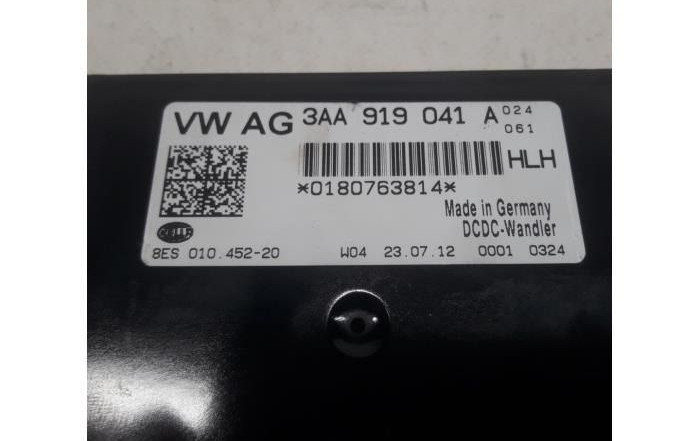 VW AG 3AA 919 041 A 024
061
HLH
*0180763814*
Made in Germany
DCDC-Wandler
HELLA
8ES 010.452-20 W04 23.07.12 0001 0324